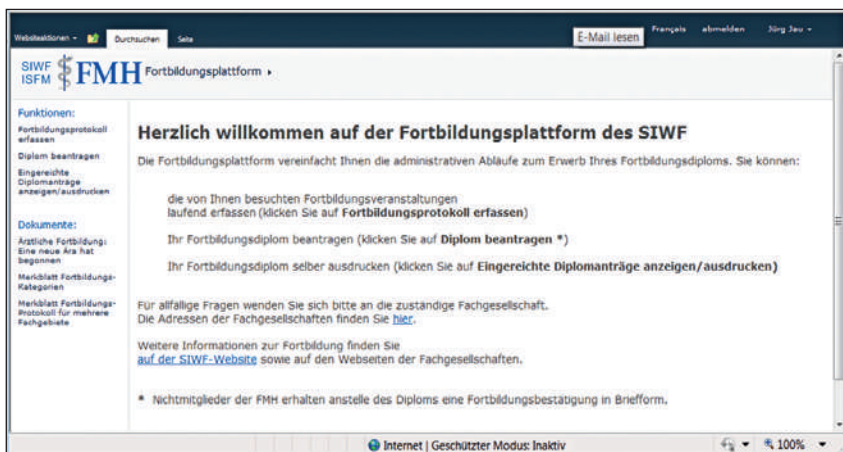 Websiteaktionen
Durchsuchen
Seite
E-Mail lesen
Français
abmelden
Jürg Jau
SIWF
ISFM
FMH
Fortbildungsplattform
Funktionen:
Fortbildungsprotokoll
erfassen
Diplom beantragen
Eingereichte
Diplomanträge
anzeigen/ausdrucken
Dokumente:
Ärztliche Fortbildung:
Eine neue Ära hat
begonnen
Merkblatt Fortbildungs-
Kategorien
Merkblatt Fortbildungs-
Protokoll für mehrere
Fachgebiete
Herzlich willkommen auf der Fortbildungsplattform des SIWF
Die Fortbildungsplattform vereinfacht Ihnen die administrativen Abläufe zum Erwerb Ihres Fortbildungsdiploms. Sie können:
die von Ihnen besuchten Fortbildungsveranstaltungen
laufend erfassen (klicken Sie auf Fortbildungsprotokoll erfassen)
Ihr Fortbildungsdiplom beantragen (klicken Sie auf Diplom beantragen *)
Ihr Fortbildungsdiplom selber ausdrucken (klicken Sie auf Eingereichte Diplomanträge anzeigen/ausdrucken)
Für allfällige Fragen wenden Sie sich bitte an die zuständige Fachgesellschaft.
Die Adressen der Fachgesellschaften finden Sie hier.
Weitere Informationen zur Fortbildung finden Sie
auf der SIWF-Website sowie auf den Webseiten der Fachgesellschaften.
* Nichtmitglieder der FMH erhalten anstelle des Diploms eine Fortbildungsbestätigung in Briefform.
Internet | Geschützter Modus: Inaktiv
100%